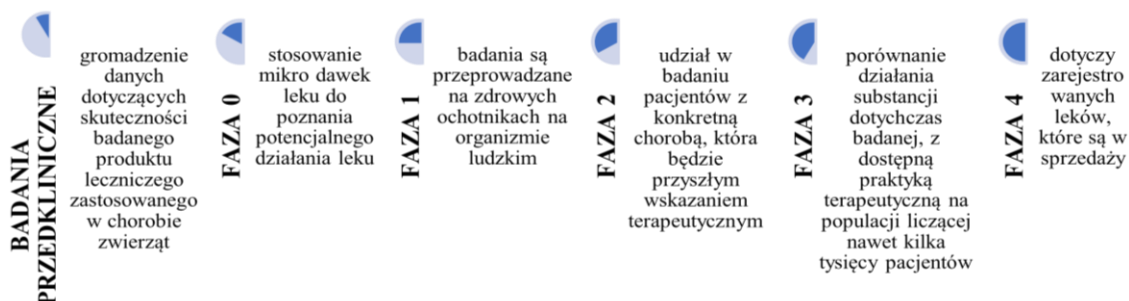 BADANIA
PRZEDKLINICZNE
gromadzenie
danych
dotyczących
skuteczności
badanego
produktu
leczniczego
zastosowanego
w chorobie
zwierząt
FAZA 0
stosowanie
mikro dawek
leku do
poznania
potencjalnego
działania leku
FAZA 1
badania są
przeprowadzane
na zdrowych
ochotnikach na
organizmie
ludzkim
FAZA 2
udział w
badaniu
pacjentów z
konkretną
chorobą, która
będzie
przyszłym
wskazaniem
terapeutycznym
FAZA 3
porównanie
działania
substancji
dotychczas
badanej, z
dostępną
praktyką
terapeutyczną na
populacji liczącej
nawet kilka
tysięcy pacjentów
FAZA 4
dotyczy
zarejestro
wanych
leków,
które są w
sprzedaży